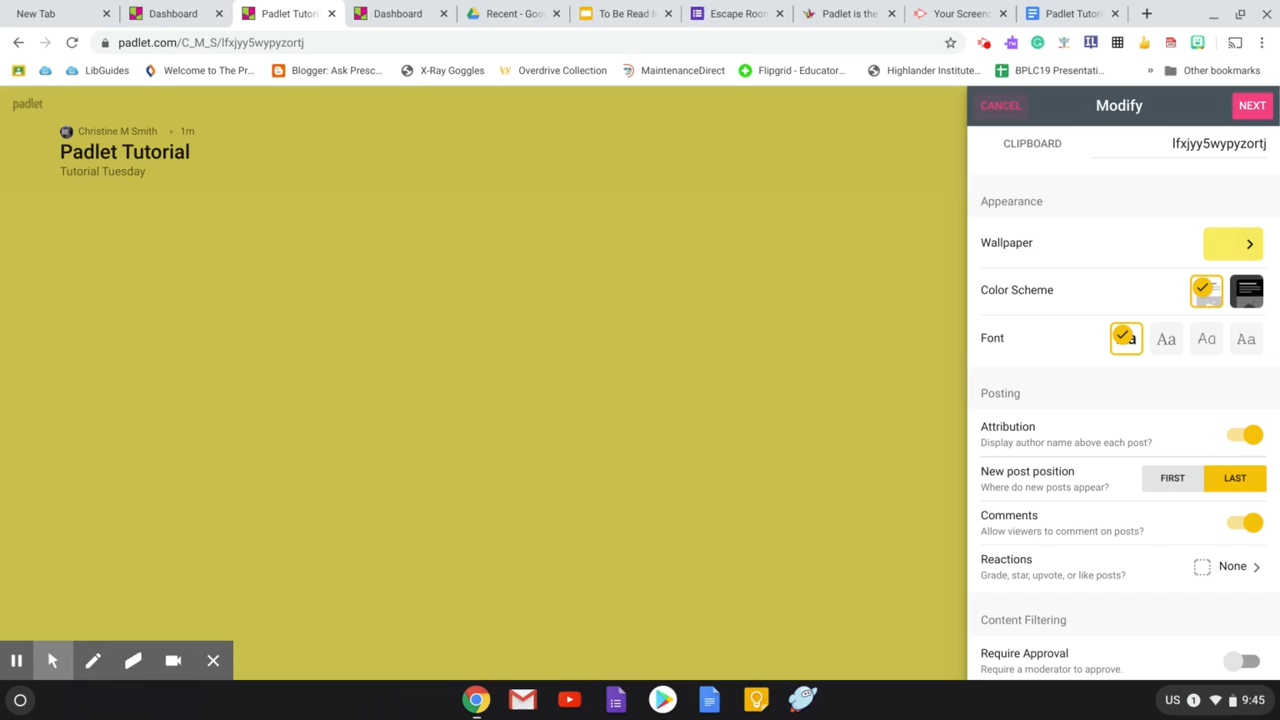 New Tab
Dashboard
Padlet Tutori
Dashboard
Recent - Goo
To Be Read
Escape Roon
Padlet is the
Your Screenc
Padlet Tutor
padlet.com/C_M_S/lfxjyy5wypyzortj
LibGuides
Welcome to The Pr...
Blogger: Ask Presc...
X-Ray Goggles
Overdrive Collection
MaintenanceDirect
Flipgrid - Educator...
Highlander Institute...
BPLC19 Presentati...
»
Other bookmarks
padlet
Christine M Smith • 1m
Padlet Tutorial
Tutorial Tuesday
CANCEL
Modify
NEXT
CLIPBOARD
lfxjyy5wypyzortj
Appearance
Wallpaper
Color Scheme
Font
Aa Aa Aa
Posting
Attribution
Display author name above each post?
New post position
Where do new posts appear?
FIRST
LAST
Comments
Allow viewers to comment on posts?
Reactions
Grade, star, upvote, or like posts?
None
Content Filtering
Require Approval
Require a moderator to approve.
US 1 9:45